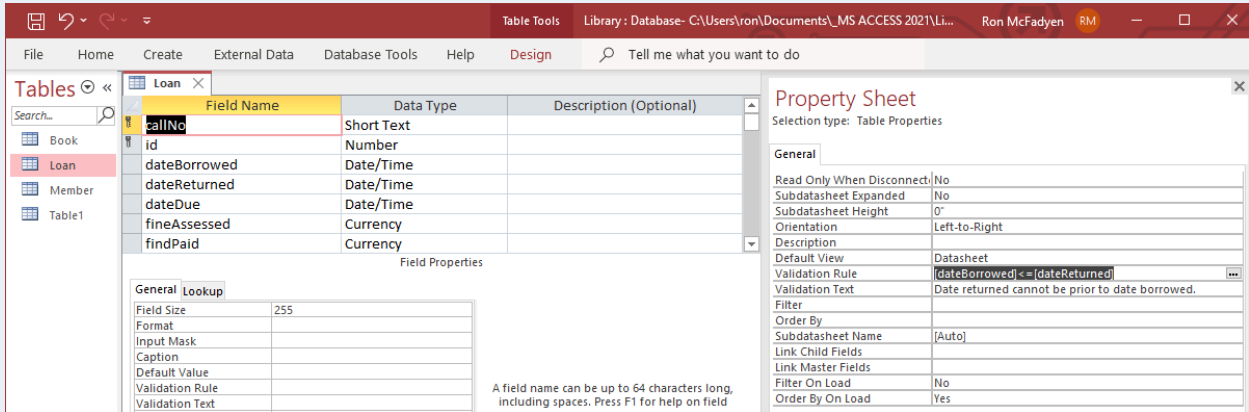 Table Tools Library : Database- C:\Users\ron\Documents\_MS ACCESS 2021\Li... Ron McFadyen RM
File Home Create External Data Database Tools Help Design Tell me what you want to do
Tables
Search...
Book
Loan
Member
Table1
Loan
Field Name Data Type Description (Optional)
callNo Short Text
id Number
dateBorrowed Date/Time
dateReturned Date/Time
dateDue Date/Time
fineAssessed Currency
findPaid Currency
Field Properties
General Lookup
Field Size 255
Format
Input Mask
Caption
Default Value
Validation Rule
Validation Text
A field name can be up to 64 characters long,
including spaces. Press F1 for help on field
Property Sheet
Selection type: Table Properties
General
Read Only When Disconnect No
Subdatasheet Expanded No
Subdatasheet Height 0"
Orientation Left-to-Right
Description
Default View Datasheet
Validation Rule [dateBorrowed]<=[dateReturned] ...
Validation Text Date returned cannot be prior to date borrowed.
Filter
Order By
Subdatasheet Name [Auto]
Link Child Fields
Link Master Fields
Filter On Load No
Order By On Load Yes